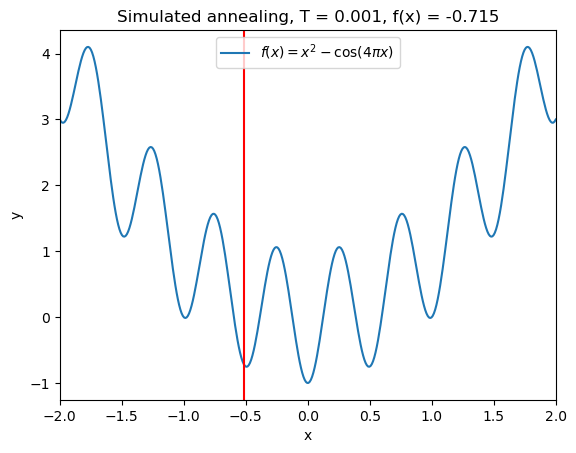 Simulated annealing, T = 0.001, f(x) = -0.715
f(x) = x² − cos(4πx)
4
3
2
1
0
−1
y
−2.0 −1.5 −1.0 −0.5 0.0 0.5 1.0 1.5 2.0
x